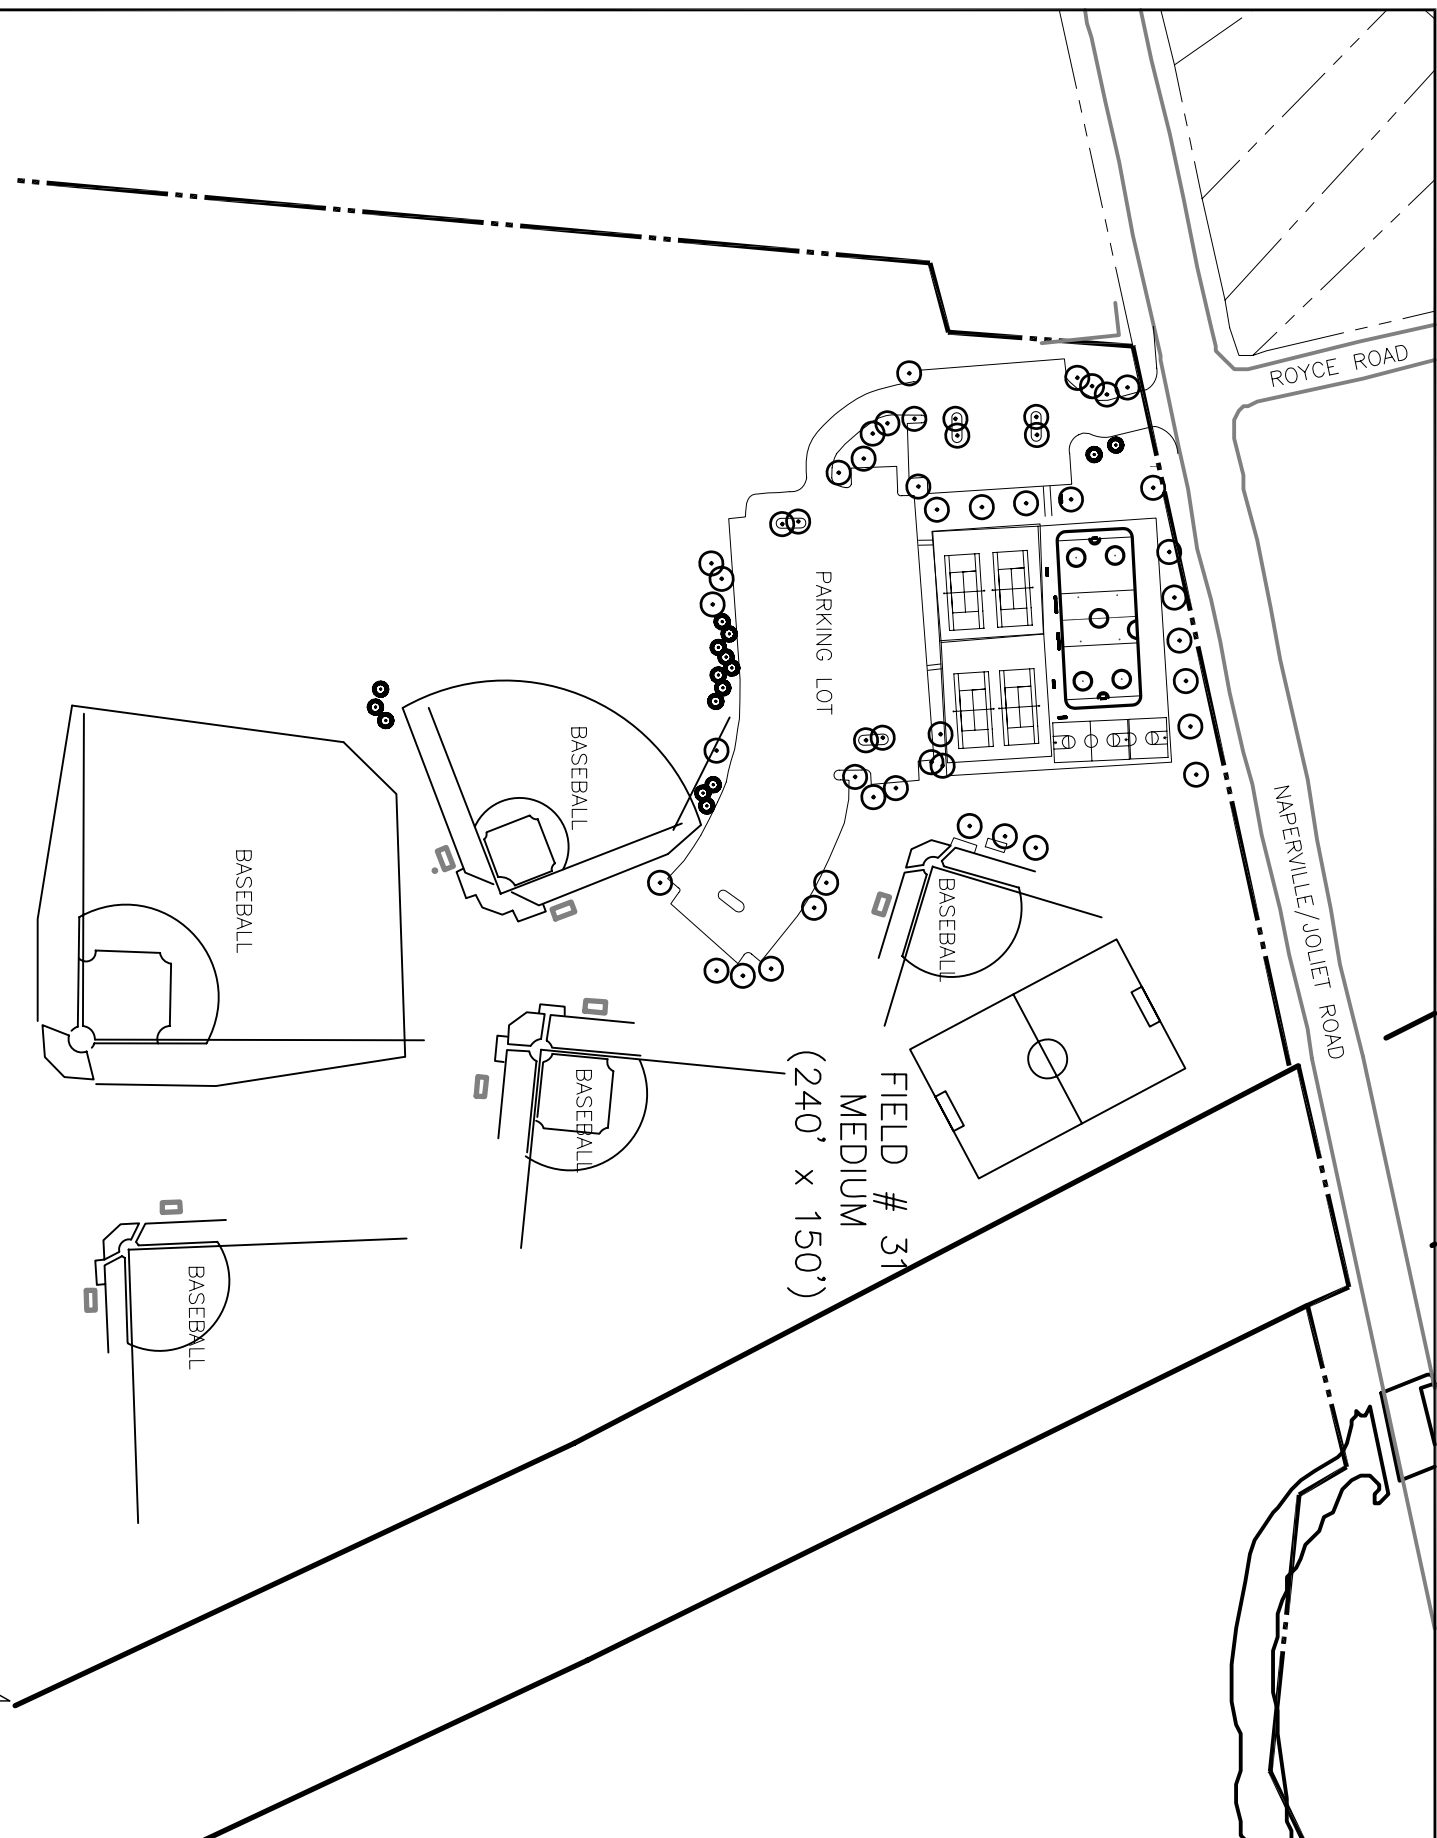 ROYCE ROAD
NAPERVILLE/JOLIET ROAD
PARKING LOT
BASEBALL
BASEBALL
BASEBALL
FIELD # 31
MEDIUM
(240' x 150')
BASEBALL
BASEBALL